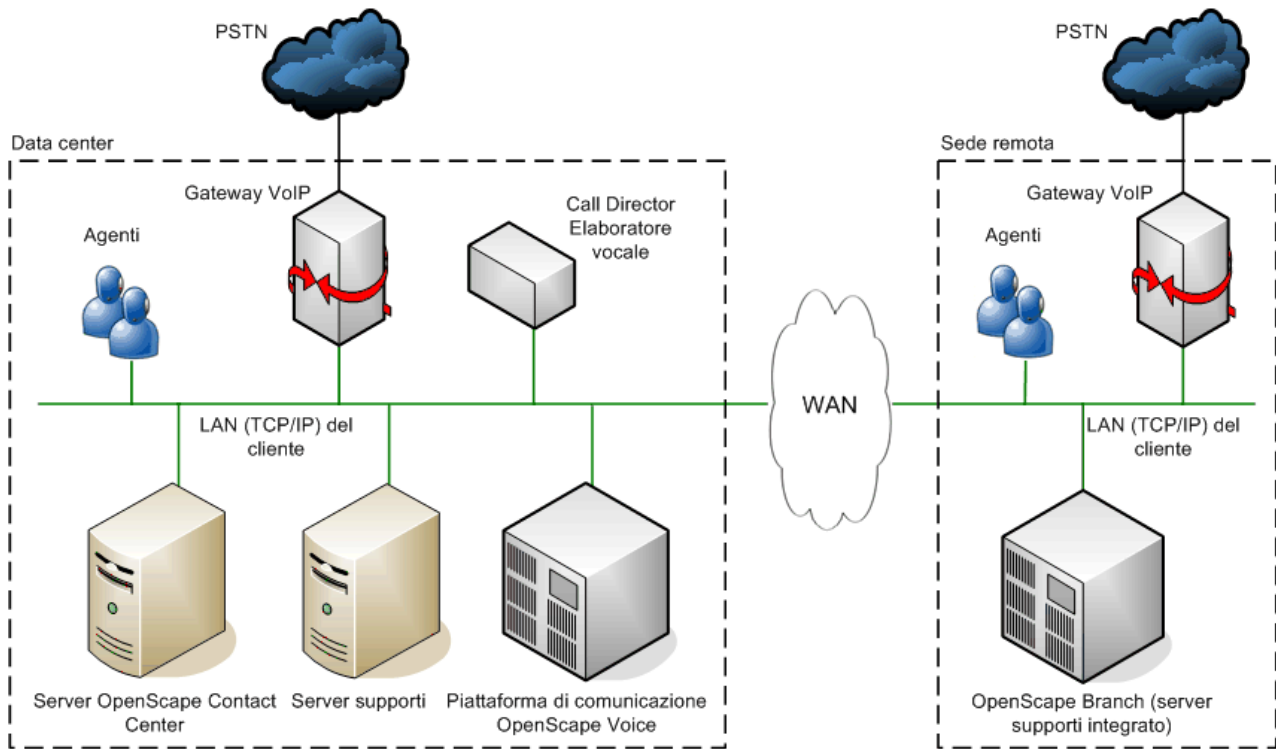 PSTN
PSTN
Data center
Sede remota
Gateway VoIP
Call Director
Elaboratore
vocale
Agenti
Gateway VoIP
Agenti
WAN
LAN (TCP/IP) del
cliente
LAN (TCP/IP) del
cliente
Server OpenScape Contact
Center
Server supporti
Piattaforma di comunicazione
OpenScape Voice
OpenScape Branch (server
supporti integrato)